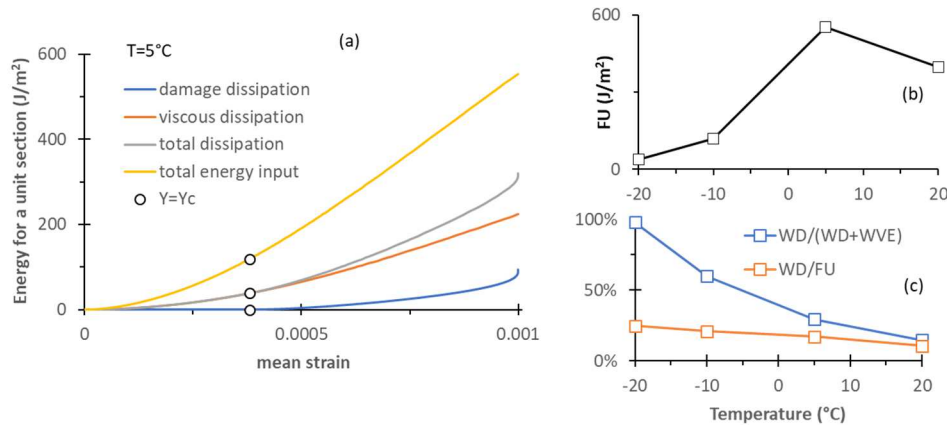 T=5°C
(a)
600
400
200
0
Energy for a unit section (J/m²)
damage dissipation
viscous dissipation
total dissipation
total energy input
Y=Yc
0
0.0005
0.001
mean strain
600
0
FU (J/m²)
(b)
-20
-10
0
10
20
100%
50%
0%
WD/(WD+WVE)
WD/FU
(c)
-20
-10
0
10
20
Temperature (°C)